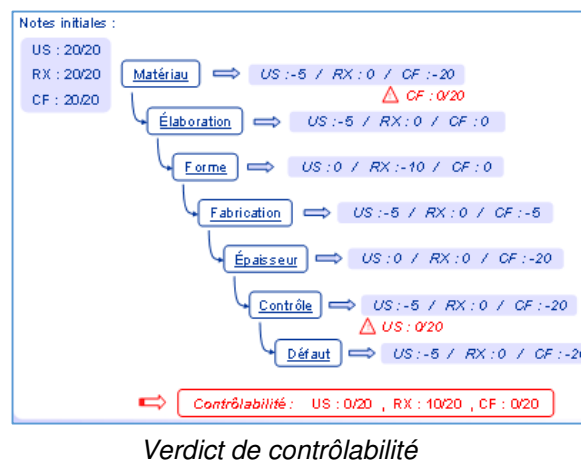 Notes initiales :
US : 20/20
RX : 20/20
CF : 20/20
Matériau US :-5 / RX : 0 / CF :-20
⚠ CF : 0/20
Élaboration US :-5 / RX : 0 / CF : 0
Forme US : 0 / RX :-10 / CF : 0
Fabrication US :-5 / RX : 0 / CF :-5
Épaisseur US : 0 / RX : 0 / CF :-20
Contrôle US :-5 / RX : 0 / CF :-20
⚠ US : 0/20
Défaut US :-5 / RX : 0 / CF :-20
Contrôlabilité : US : 0/20 , RX : 10/20 , CF : 0/20
Verdict de contrôlabilité